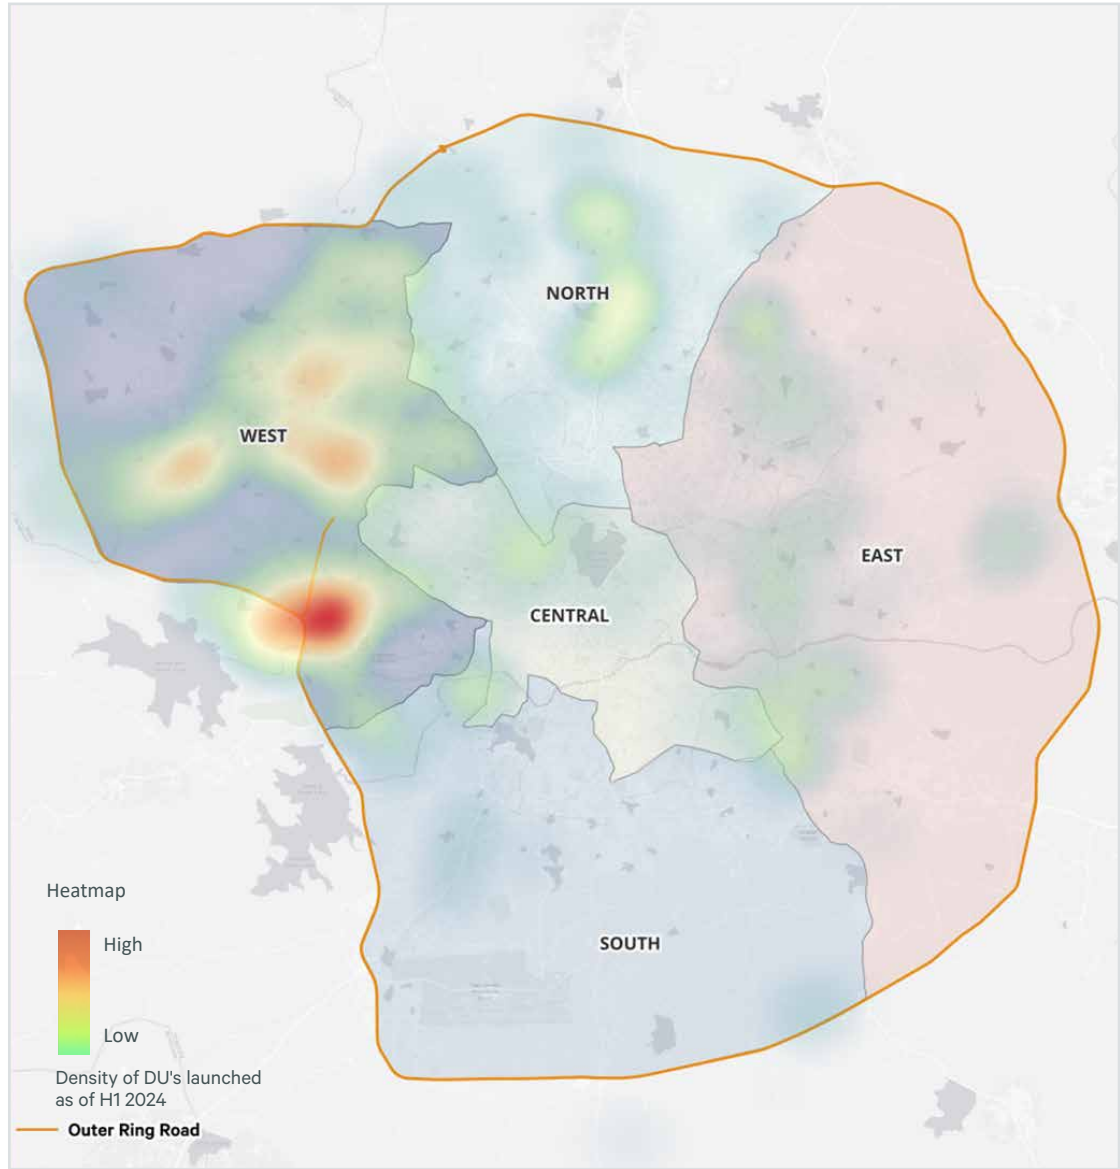 NORTH
WEST
EAST
CENTRAL
SOUTH
Heatmap
High
Low
Density of DU's launched
as of H1 2024
Outer Ring Road